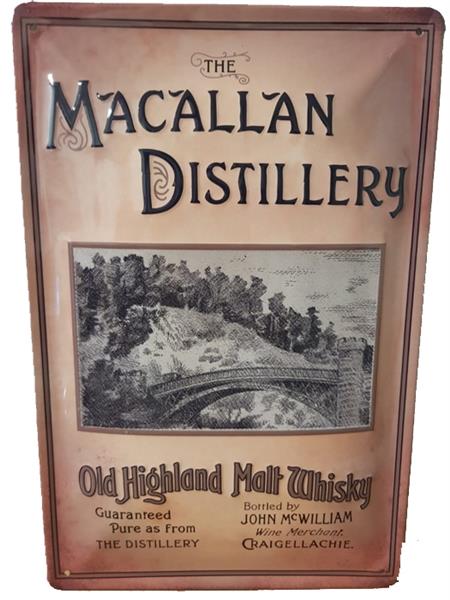 THE
MACALLAN
DISTILLERY
Old Highland Malt Whisky
Guaranteed
Pure as from
THE DISTILLERY
Bottled by
JOHN MCWILLIAM
Wine Merchant,
CRAIGELLACHIE.